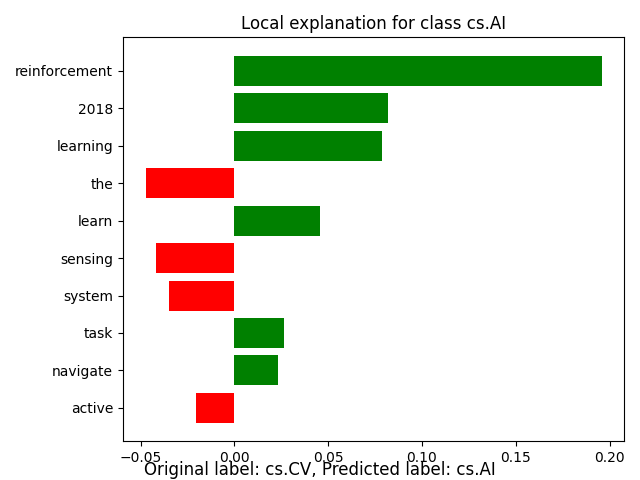 Local explanation for class cs.AI
reinforcement
2018
learning
the
learn
sensing
system
task
navigate
active
−0.05 0.00 0.05 0.10 0.15 0.20
Original label: cs.CV, Predicted label: cs.AI